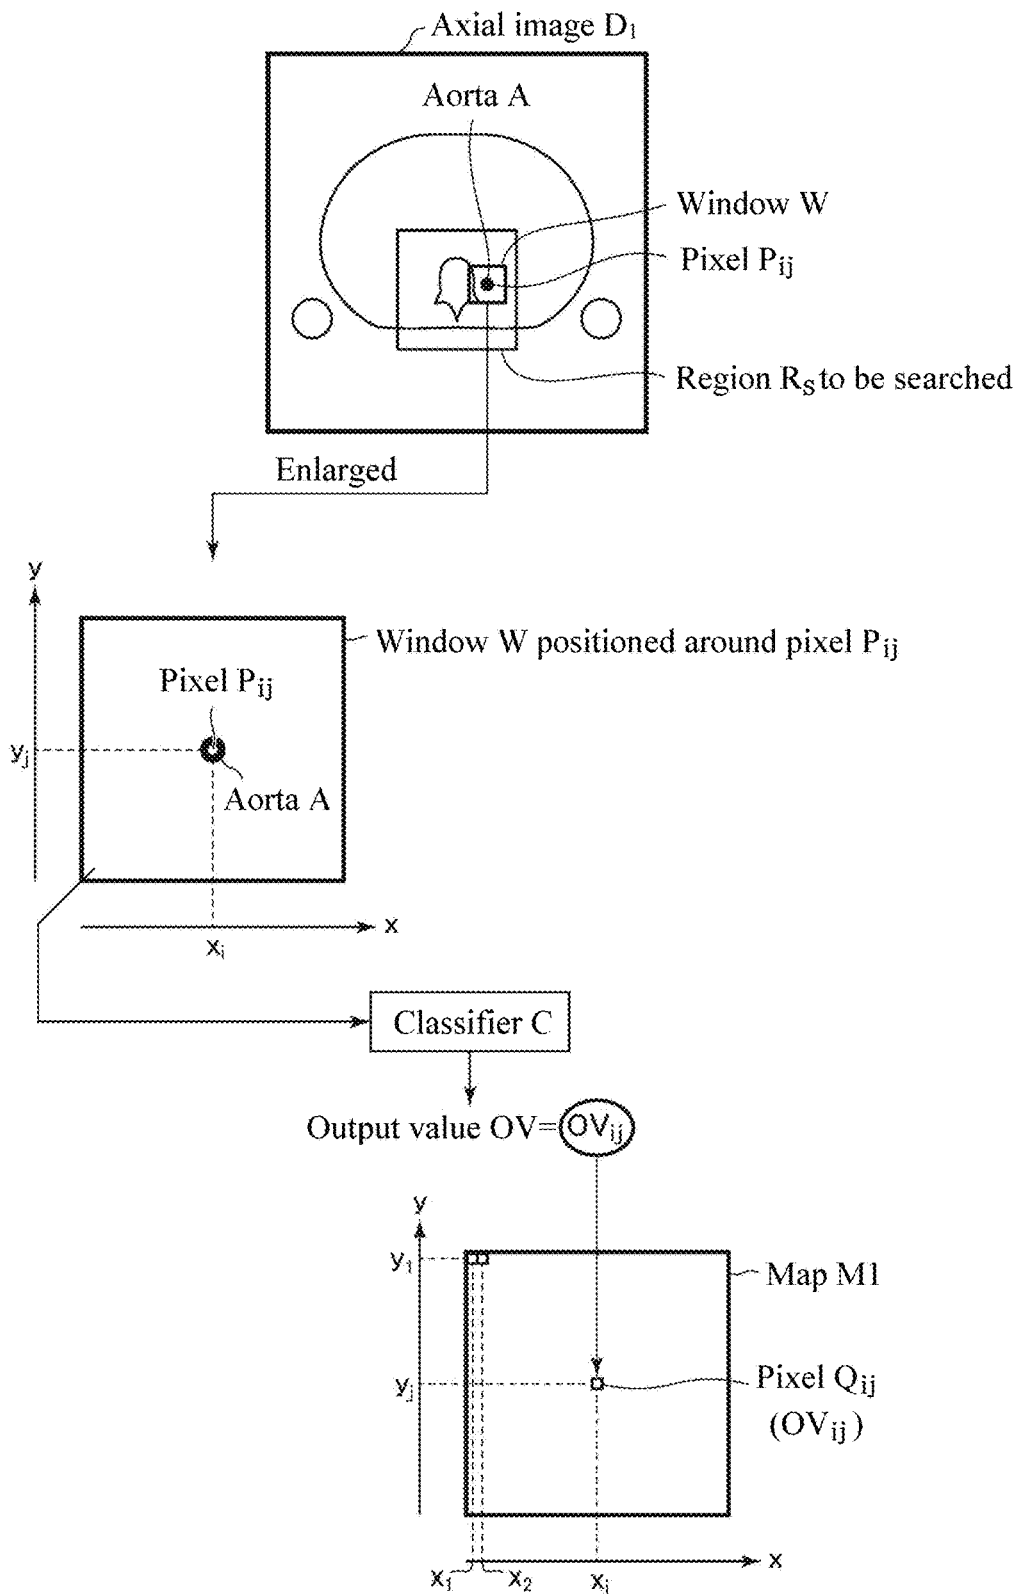 Axial image D1
Aorta A
Window W
Pixel Pij
Region Rs to be searched
Enlarged
y
Window W positioned around pixel Pij
Pixel Pij
yj
Aorta A
x
xi
Classifier C
Output value OV=OVij
y
y1
Map M1
yj
Pixel Qij
(OVij)
x
x1
x2
xi